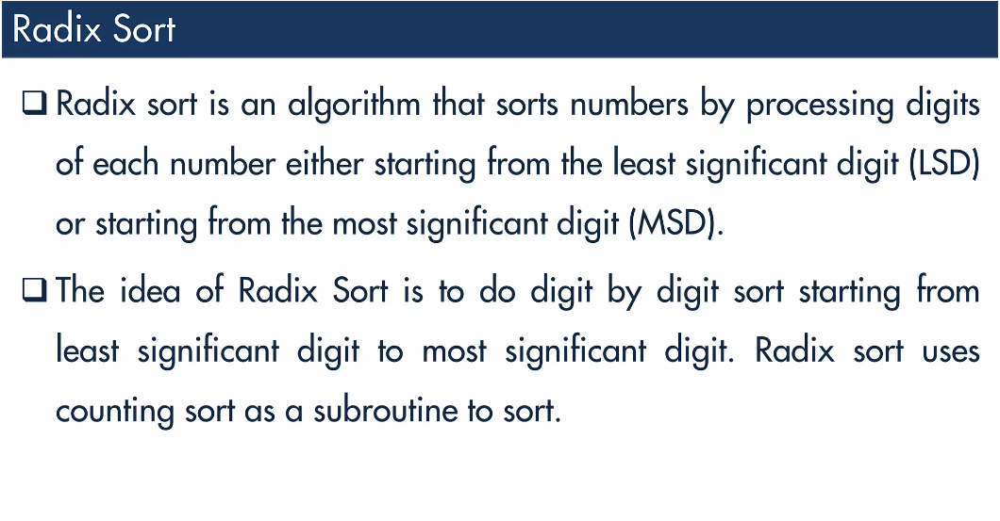 Radix Sort
❑ Radix sort is an algorithm that sorts numbers by processing digits
of each number either starting from the least significant digit (LSD)
or starting from the most significant digit (MSD).
❑ The idea of Radix Sort is to do digit by digit sort starting from
least significant digit to most significant digit. Radix sort uses
counting sort as a subroutine to sort.